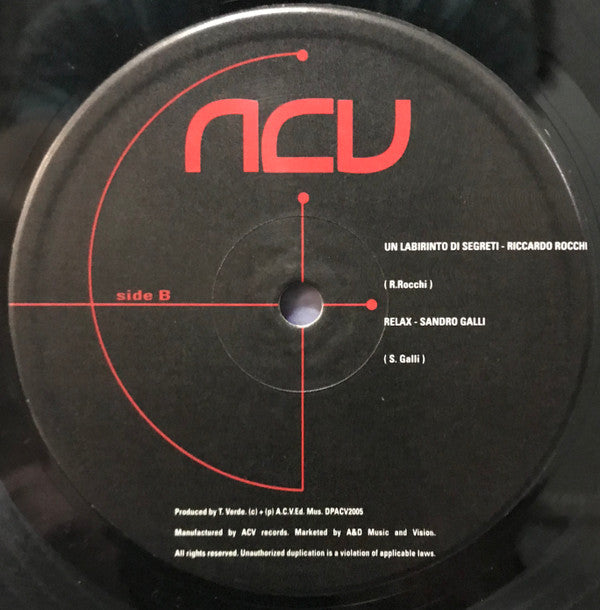 ACV
UN LABIRINTO DI SEGRETI - RICCARDO ROCCHI
( R.Rocchi )
side B
RELAX - SANDRO GALLI
( S. Galli )
Produced by T. Verde. (c) + (p) A.C.V.Ed. Mus. DPACV2005
Manufactured by ACV records. Marketed by A&D Music and Vision.
All rights reserved. Unauthorized duplication is a violation of applicable laws.